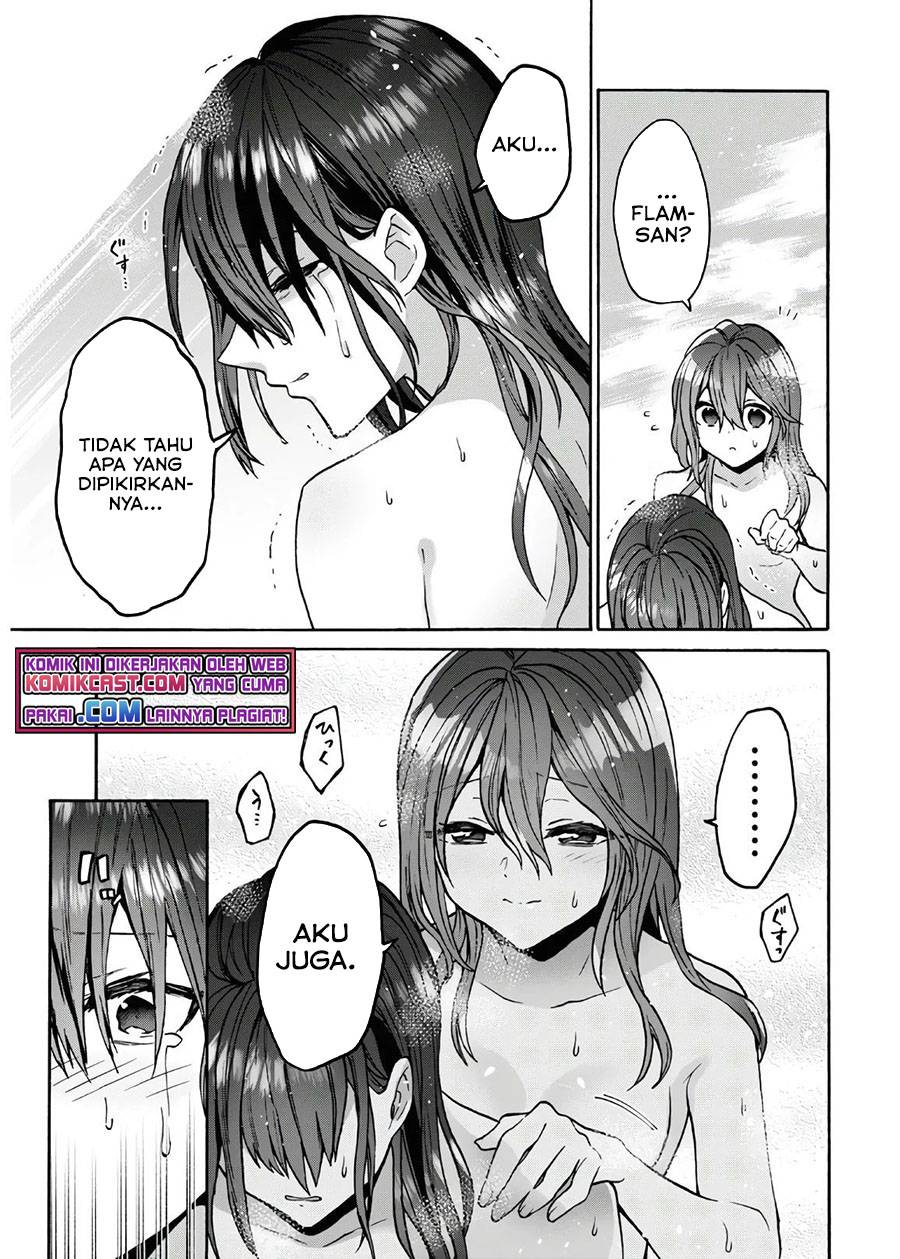 ...
FLAM-
SAN?
AKU...
ぐす…
TIDAK TAHU
APA YANG
DIPIKIRKAN-
NYA...
KOMIK INI DIKERJAKAN OLEH WEB
KOMIKCAST.COM YANG CUMA
PAKAI .COM LAINNYA PLAGIAT!
........
ひっく
う…
ぐすっ
AKU
JUGA.